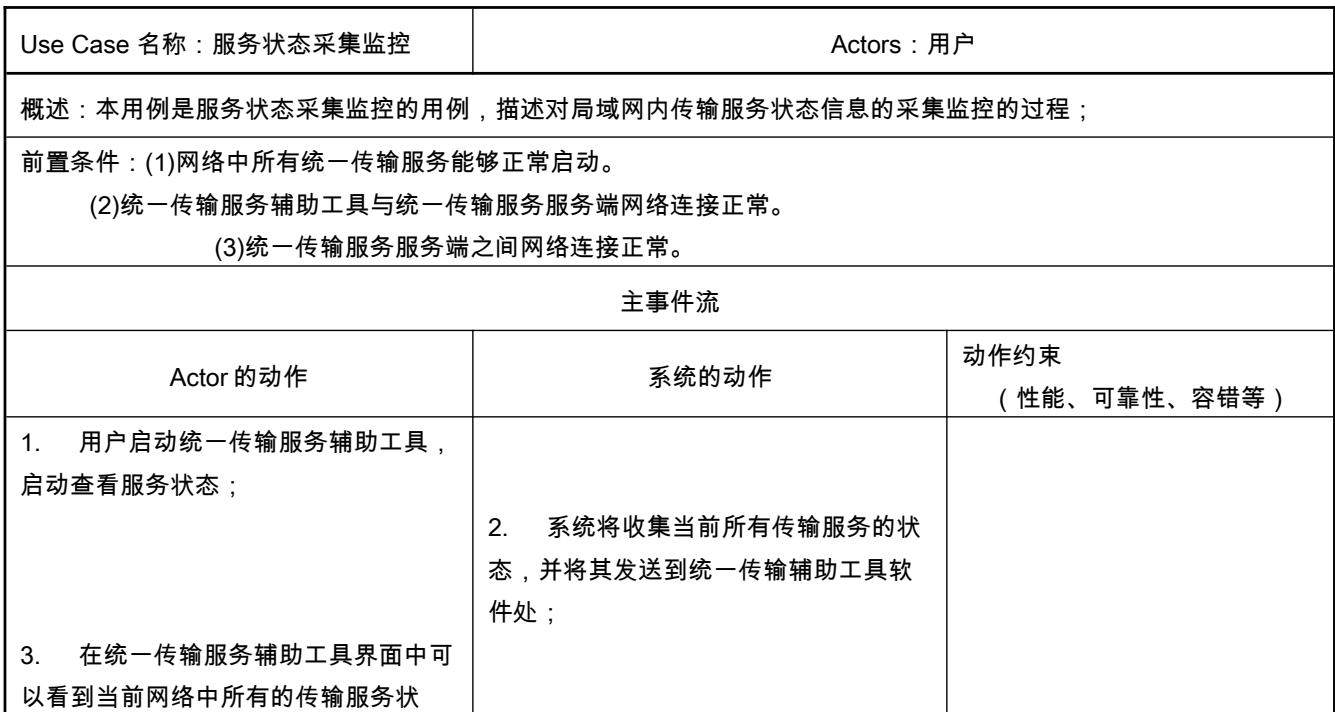 Use Case 名称：服务状态采集监控
Actors：用户
概述：本用例是服务状态采集监控的用例，描述对局域网内传输服务状态信息的采集监控的过程；
前置条件：(1)网络中所有统一传输服务能够正常启动。
(2)统一传输服务辅助工具与统一传输服务服务端网络连接正常。
(3)统一传输服务服务端之间网络连接正常。
主事件流
Actor 的动作
系统的动作
动作约束
（性能、可靠性、容错等）
1. 用户启动统一传输服务辅助工具，
启动查看服务状态；
2. 系统将收集当前所有传输服务的状
态，并将其发送到统一传输辅助工具软
件处；
3. 在统一传输服务辅助工具界面中可
以看到当前网络中所有的传输服务状